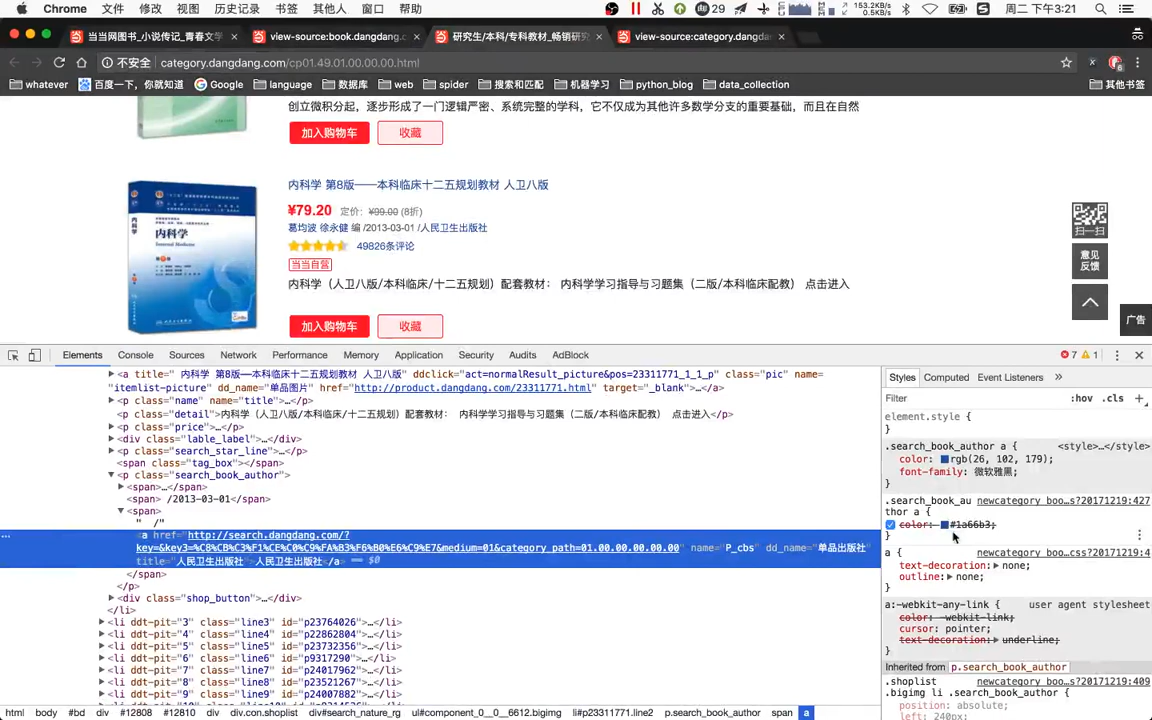 Chrome 文件 修改 视图 历史记录 书签 其他人 窗口 帮助 29 153.2KB/s 0.5KB/s 周二 下午3:21
当当网图书_小说传记_青春文学 × view-source:book.dangdang.c × 研究生/本科/专科教材_畅销研究 × view-source:category.dangdan ×
不安全 category.dangdang.com/cp01.49.01.00.00.00.html
whatever 百度一下，你就知道 Google language 数据库 web spider 搜索和匹配 机器学习 python_blog data_collection 其他书签
创立微积分起，逐步形成了一门逻辑严密、系统完整的学科，它不仅成为其他许多数学分支的重要基础，而且在自然
加入购物车 收藏
内科学 第8版——本科临床十二五规划教材 人卫八版
¥79.20 定价：¥99.00 (8折)
葛均波 徐永健 编 /2013-03-01 /人民卫生出版社
49826条评论
当当自营
内科学（人卫八版/本科临床/十二五规划）配套教材： 内科学学习指导与习题集（二版/本科临床配教） 点击进入
加入购物车 收藏
内科学
扫一扫
意见
反馈
广告
Elements Console Sources Network Performance Memory Application Security Audits AdBlock 7 1
▶<a title=" 内科学 第8版——本科临床十二五规划教材 人卫八版" ddclick="act=normalResult_picture&pos=23311771_1_1_p" class="pic" name=
"itemlist-picture" dd_name="单品图片" href="http://product.dangdang.com/23311771.html" target="_blank">…</a>
▶<p class="name" name="title">…</p>
<p class="detail">内科学（人卫八版/本科临床/十二五规划）配套教材： 内科学学习指导与习题集（二版/本科临床配教） 点击进入</p>
▶<p class="price">…</p>
▶<div class="lable_label">…</div>
▶<p class="search_star_line">…</p>
<span class="tag_box"></span>
▼<p class="search_book_author">
▶<span>…</span>
<span> /2013-03-01</span>
▼<span>
" /"
<a href="http://search.dangdang.com/?
key=&key3=%C8%CB%C3%F1%CE%C0%C9%FA%B3%F6%B0%E6%C9%E7&medium=01&category_path=01.00.00.00.00.00" name="P_cbs" dd_name="单品出版社"
title="人民卫生出版社">人民卫生出版社</a> == $0
</span>
</p>
▶<div class="shop_button">…</div>
</li>
▶<li ddt-pit="3" class="line3" id="p23764026">…</li>
▶<li ddt-pit="4" class="line4" id="p22862804">…</li>
▶<li ddt-pit="5" class="line5" id="p23732356">…</li>
▶<li ddt-pit="6" class="line6" id="p9317290">…</li>
▶<li ddt-pit="7" class="line7" id="p24017962">…</li>
▶<li ddt-pit="8" class="line8" id="p23521267">…</li>
▶<li ddt-pit="9" class="line9" id="p24007882">…</li>
html body #bd div #12808 #12810 div.con.shoplist div#search_nature_rg ul#component_0__0__6612.bigimg li#p23311771.line2 p.search_book_author span a
Styles Computed Event Listeners »
Filter :hov .cls +
element.style {
}
.search_book_author a { <style>…</style>
color: rgb(26, 102, 179);
font-family: 微软雅黑;
}
.search_book_au newcategory_boo…s?20171219:427
thor a {
color: #1a66b3;
}
a { newcategory_boo…css?20171219:4
text-decoration: none;
outline: none;
}
a:-webkit-any-link { user agent stylesheet
color: -webkit-link;
cursor: pointer;
text-decoration: underline;
}
Inherited from p.search_book_author
.shoplist newcategory_boo…s?20171219:409
.bigimg li .search_book_author {
position: absolute;
left: 240px;